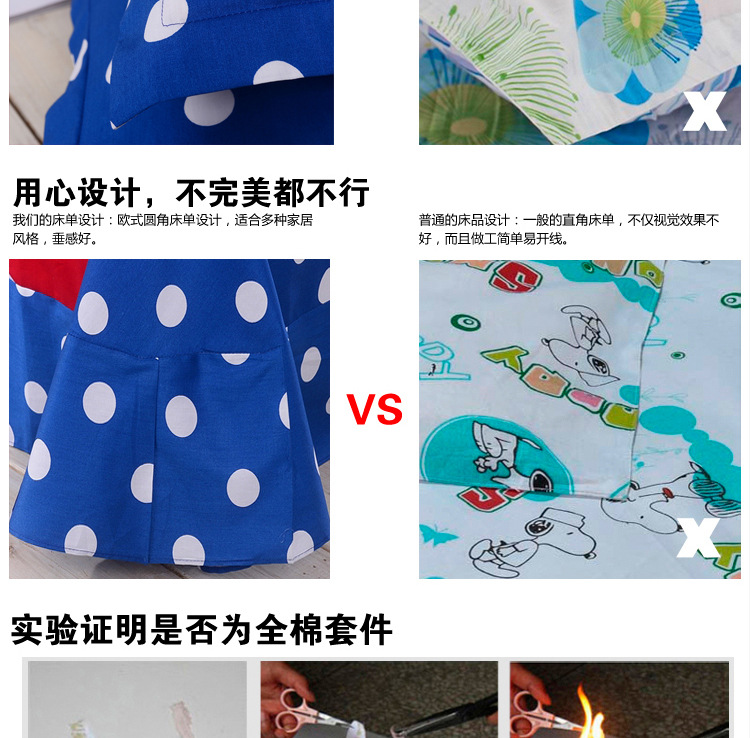 X
用心设计，不完美都不行
我们的床单设计：欧式圆角床单设计，适合多种家居
风格，垂感好。
普通的床品设计：一般的直角床单，不仅视觉效果不
好，而且做工简单易开线。
VS
X
实验证明是否为全棉套件